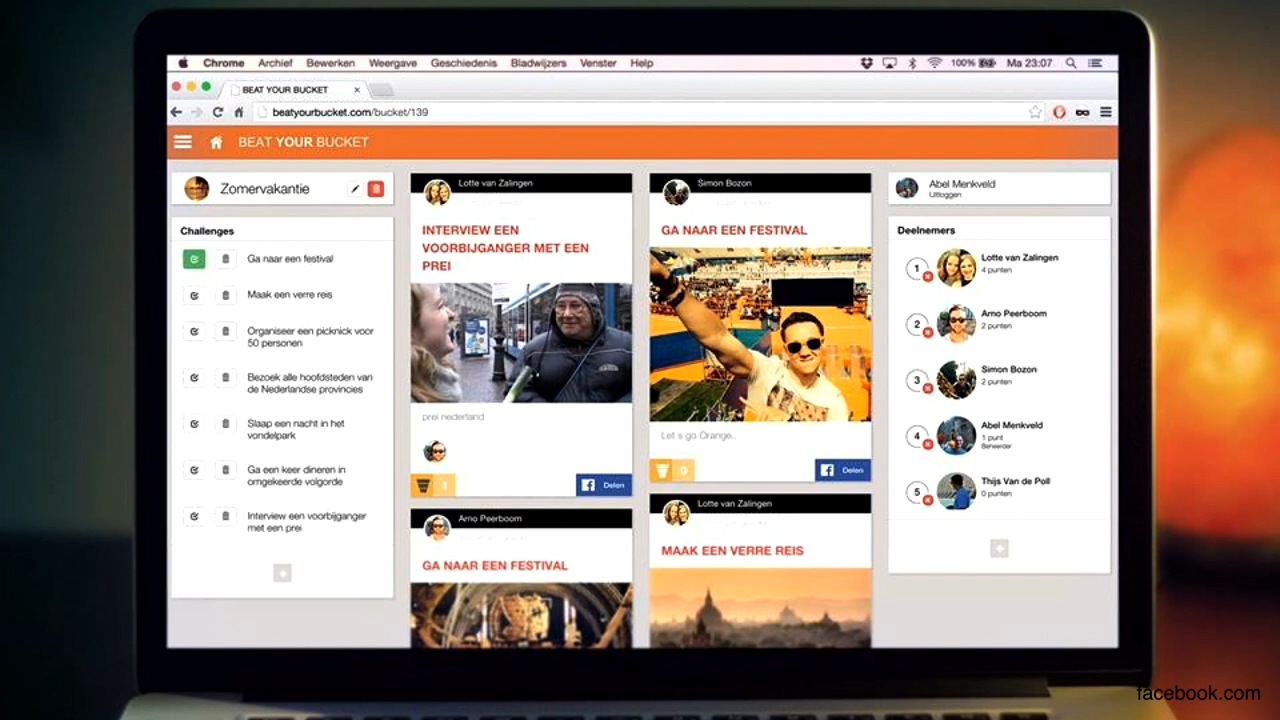 Chrome Archief Bewerken Weergave Geschiedenis Bladwijzers Venster Help
100% Ma 23:07
BEAT YOUR BUCKET
beatyourbucket.com/bucket/139
BEAT YOUR BUCKET
Zomervakantie
Challenges
Ga naar een festival
Maak een verre reis
Organiseer een picknick voor
50 personen
Bezoek alle hoofdsteden van
de Nederlandse provincies
Slaap een nacht in het
vondelpark
Ga een keer dineren in
omgekeerde volgorde
Interview een voorbijganger
met een prei
Lotte van Zalingen
INTERVIEW EEN
VOORBIJGANGER MET EEN
PREI
prei nederland
1
Delen
Arno Peerboom
GA NAAR EEN FESTIVAL
Simon Bozon
GA NAAR EEN FESTIVAL
Let s go Orange..
0
Delen
Lotte van Zalingen
MAAK EEN VERRE REIS
Abel Menkveld
Uitloggen
Deelnemers
1
Lotte van Zalingen
4 punten
2
Arno Peerboom
2 punten
3
Simon Bozon
2 punten
4
Abel Menkveld
1 punt
Beheerder
5
Thijs Van de Poll
0 punten
facebook.com